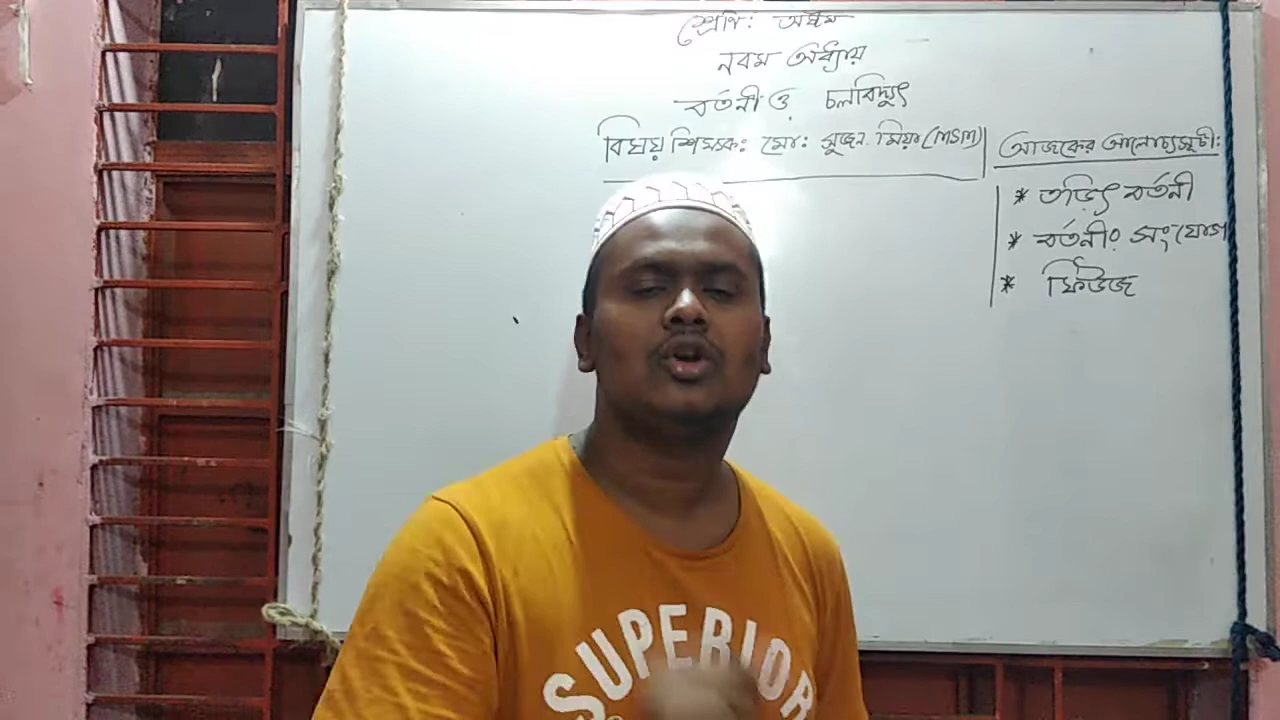 শ্রেণি: অষ্টম
নবম অধ্যায়
বর্তনী ও চলবিদ্যুৎ
বিষয় শিক্ষক: মো: সুজন মিয়া
আজকের আলোচ্যসূচী:
* তড়িৎ বর্তনী
* বর্তনীর সংযোগ
* ফিউজ
SUPERIOR